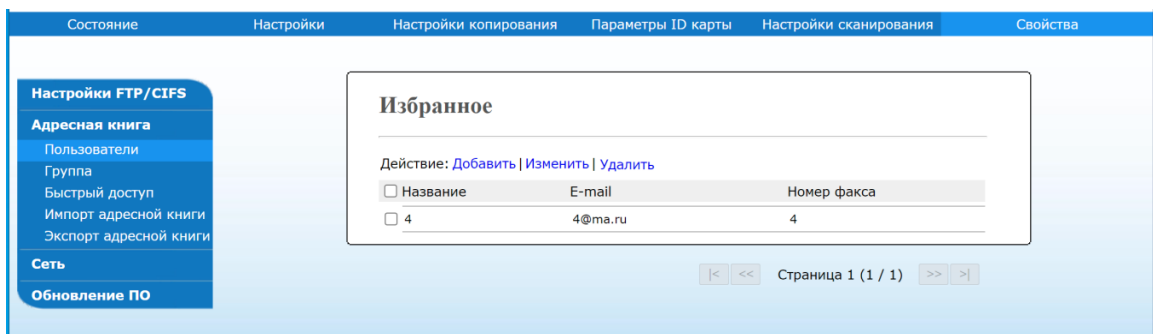 Состояние Настройки Настройки копирования Параметры ID карты Настройки сканирования Свойства
Настройки FTP/CIFS
Адресная книга
Пользователи
Группа
Быстрый доступ
Импорт адресной книги
Экспорт адресной книги
Сеть
Обновление ПО
Избранное
Действие: Добавить | Изменить | Удалить
Название E-mail Номер факса
4 4@ma.ru 4
|< << Страница 1 (1 / 1) >> >|